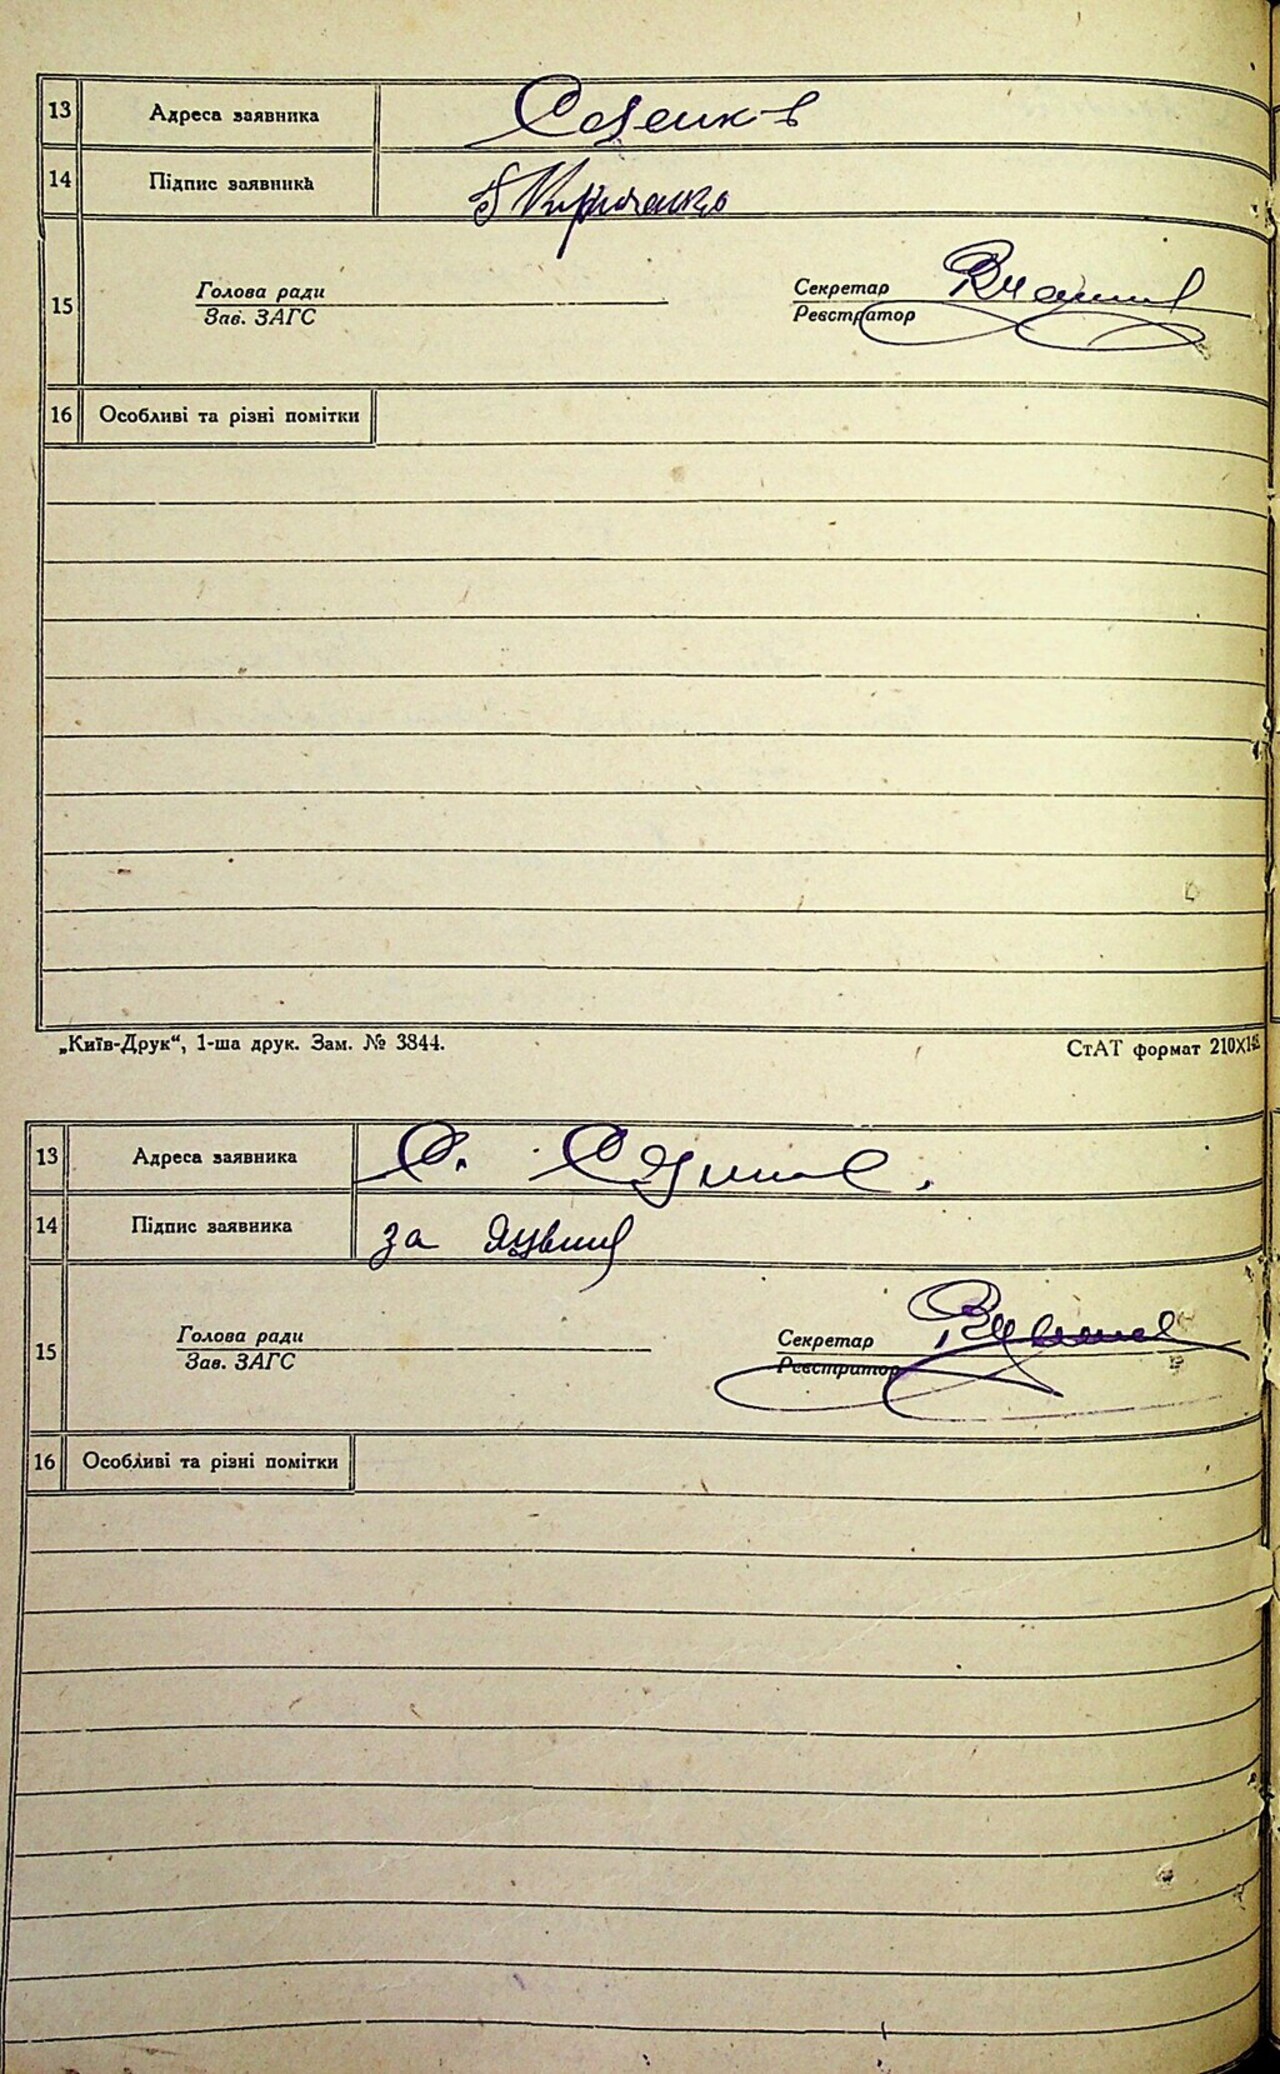 13 Адреса заявника
14 Підпис заявника Кириченко
15 Голова ради Секретар
Зав. ЗАГС Реєстратор
16 Особливі та різні помітки
„Київ-Друк“, 1-ша друк. Зам. № 3844. СтАТ формат
13 Адреса заявника С.
14 Підпис заявника за
15 Голова ради Секретар
Зав. ЗАГС Реєстратор
16 Особливі та різні помітки